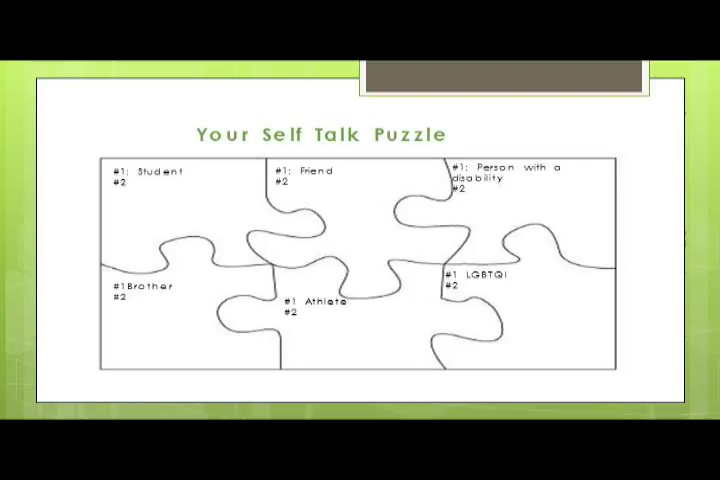 Your Self Talk Puzzle
#1: Student
#2
#1: Friend
#2
#1: Person with a
disability
#2
#1Brother
#2
#1 Athlete
#2
#1 LGBTQI
#2